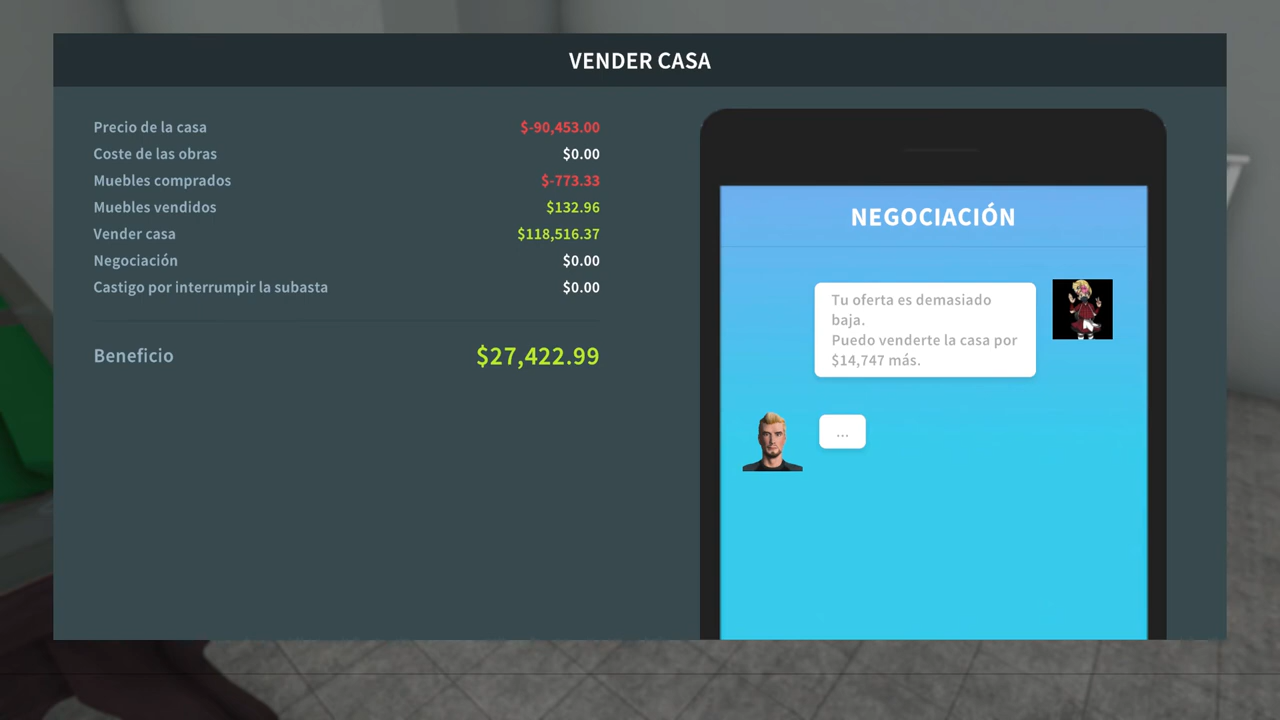 VENDER CASA
Precio de la casa $-90,453.00
Coste de las obras $0.00
Muebles comprados $-773.33
Muebles vendidos $132.96
Vender casa $118,516.37
Negociación $0.00
Castigo por interrumpir la subasta $0.00
Beneficio $27,422.99
NEGOCIACIÓN
Tu oferta es demasiado
baja.
Puedo venderte la casa por
$14,747 más.
...